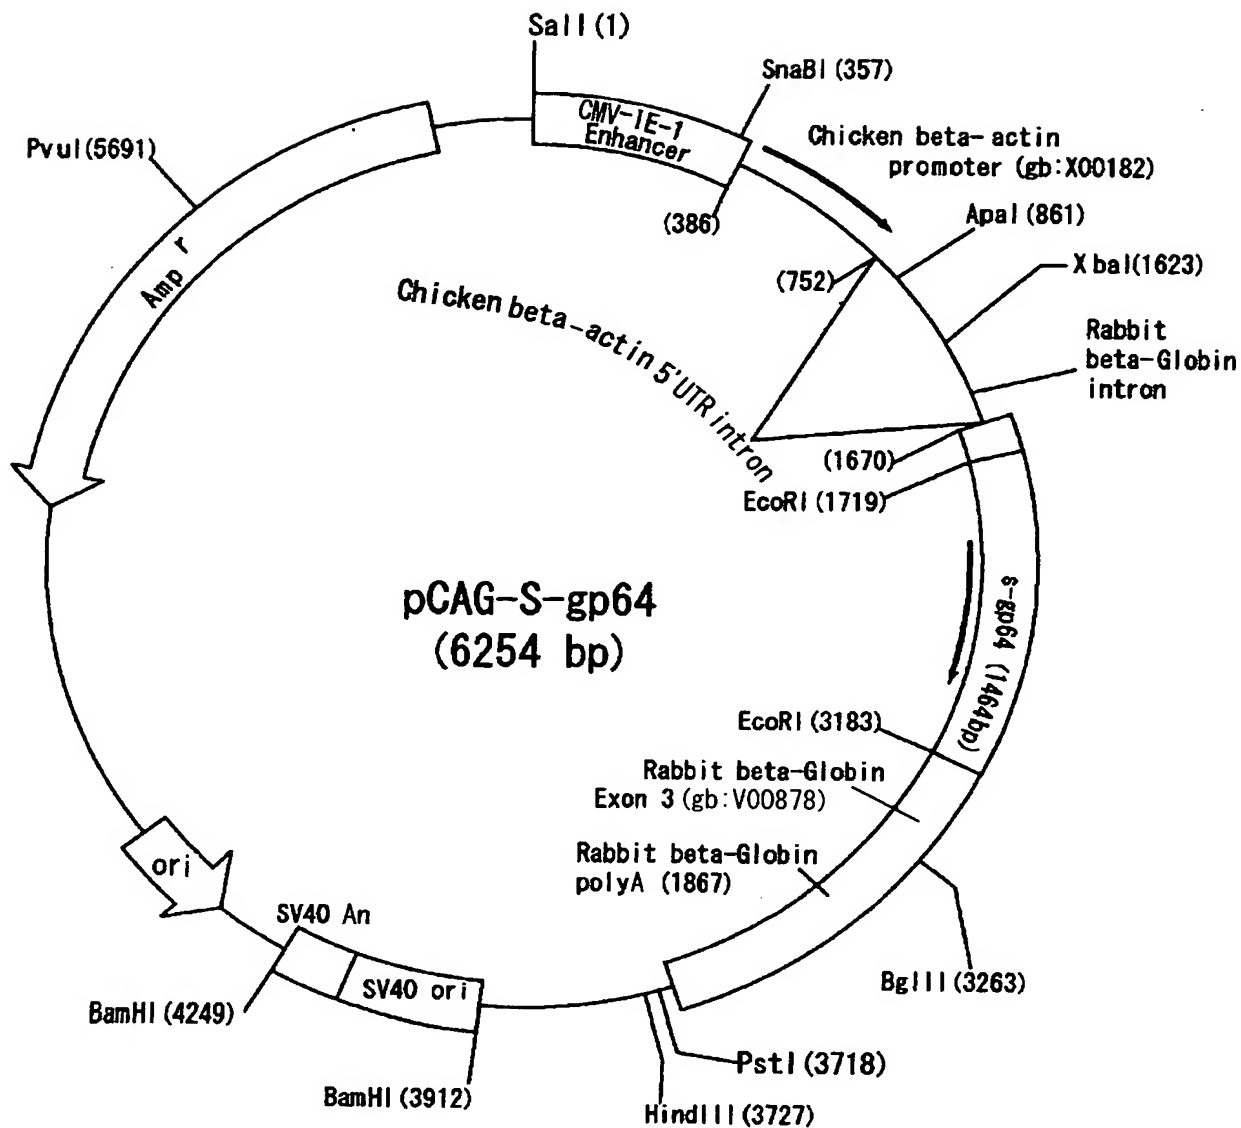 SalI (1)
SnaBI (357)
CMV-IE-1
Enhancer
Chicken beta-actin
promoter (gb:X00182)
PvuI (5691)
(386)
ApaI (861)
XbaI (1623)
(752)
Amp r
Chicken beta-actin 5'UTR intron
Rabbit
beta-Globin
intron
(1670)
EcoRI (1719)
pCAG-S-gp64
(6254 bp)
s-gp64 (1464bp)
EcoRI (3183)
Rabbit beta-Globin
Exon 3 (gb:V00878)
Rabbit beta-Globin
polyA (1867)
ori
SV40 An
SV40 ori
BglII (3263)
BamHI (4249)
PstI (3718)
BamHI (3912)
HindIII (3727)